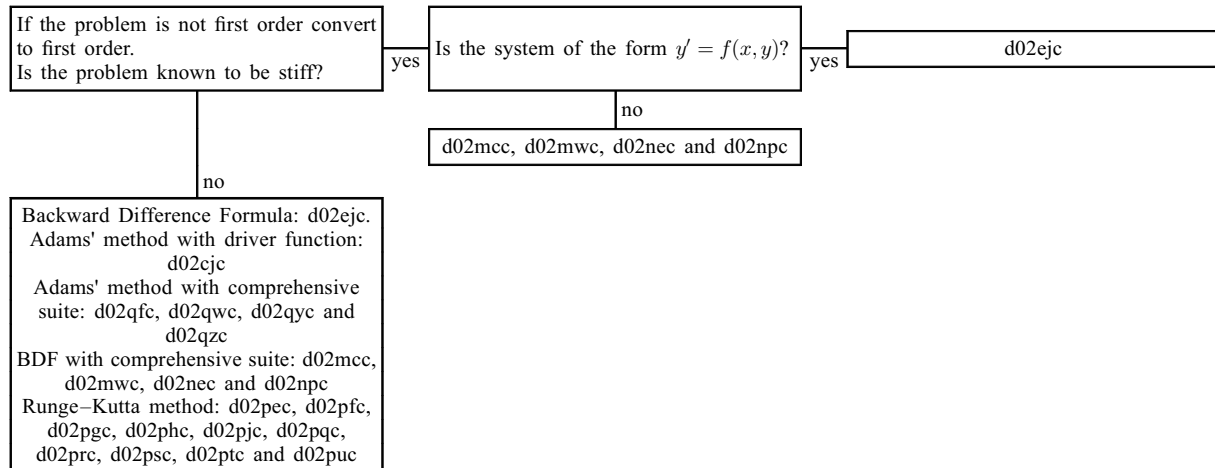 If the problem is not first order convert
to first order.
Is the problem known to be stiff?
yes
Is the system of the form y′ = f(x, y)?
yes
d02ejc
no
d02mcc, d02mwc, d02nec and d02npc
no
Backward Difference Formula: d02ejc.
Adams' method with driver function:
d02cjc
Adams' method with comprehensive
suite: d02qfc, d02qwc, d02qyc and
d02qzc
BDF with comprehensive suite: d02mcc,
d02mwc, d02nec and d02npc
Runge–Kutta method: d02pec, d02pfc,
d02pgc, d02phc, d02pjc, d02pqc,
d02prc, d02psc, d02ptc and d02puc